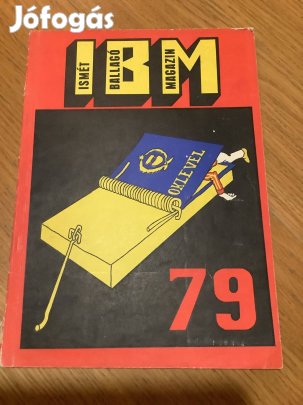 Jófogás
IBM
ISMÉT
BALLAGÓ
MAGAZIN
OKLEVÉL
79